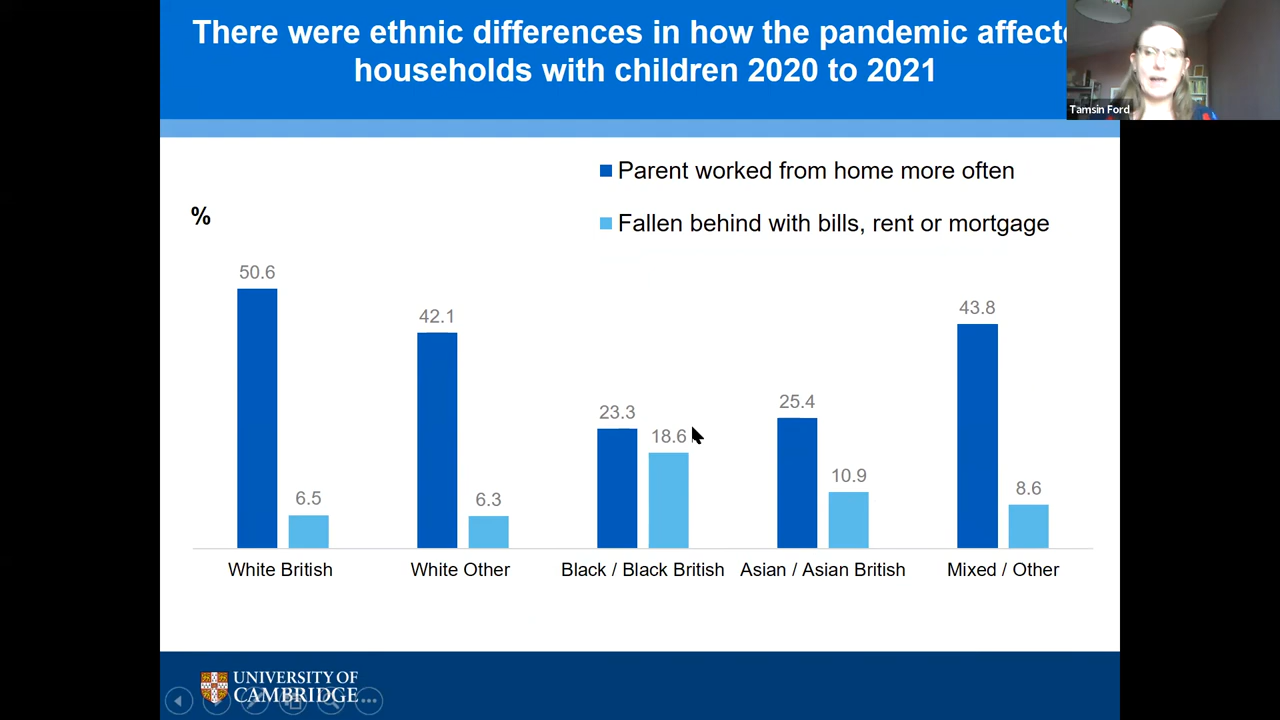 There were ethnic differences in how the pandemic affecte
households with children 2020 to 2021
Tamsin Ford
Parent worked from home more often
%
Fallen behind with bills, rent or mortgage
50.6
6.5
42.1
6.3
23.3
18.6
25.4
10.9
43.8
8.6
White British
White Other
Black / Black British
Asian / Asian British
Mixed / Other
UNIVERSITY OF
CAMBRIDGE